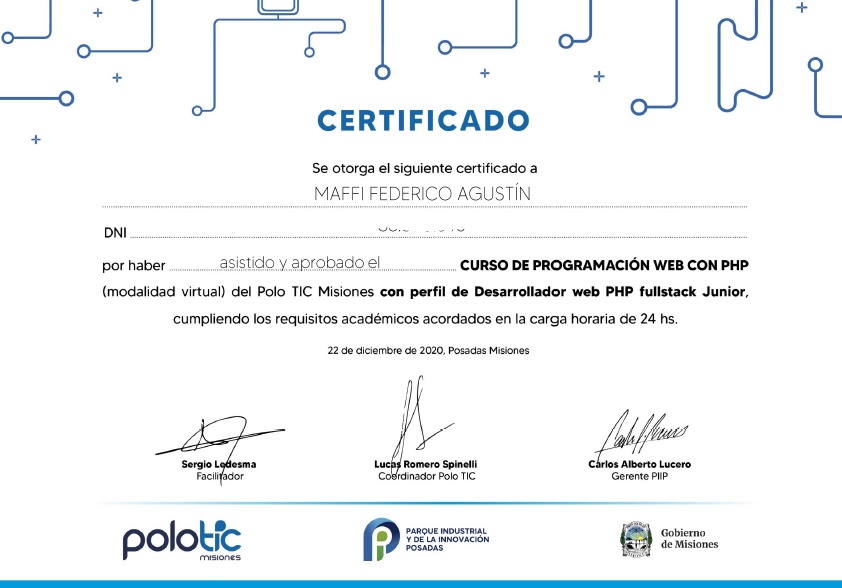 CERTIFICADO
Se otorga el siguiente certificado a
MAFFI FEDERICO AGUSTÍN
DNI
por haber asistido y aprobado el CURSO DE PROGRAMACIÓN WEB CON PHP
(modalidad virtual) del Polo TIC Misiones con perfil de Desarrollador web PHP fullstack Junior,
cumpliendo los requisitos académicos acordados en la carga horaria de 24 hs.
22 de diciembre de 2020, Posadas Misiones
Sergio Ledesma
Facilitador
Lucas Romero Spinelli
Coordinador Polo TIC
Carlos Alberto Lucero
Gerente PIIP
polotic
misiones
PARQUE INDUSTRIAL
Y DE LA INNOVACIÓN
POSADAS
Gobierno
de Misiones